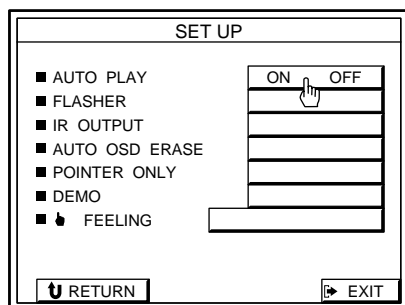 SET UP
AUTO PLAY ON OFF
FLASHER
IR OUTPUT
AUTO OSD ERASE
POINTER ONLY
DEMO
FEELING
RETURN EXIT